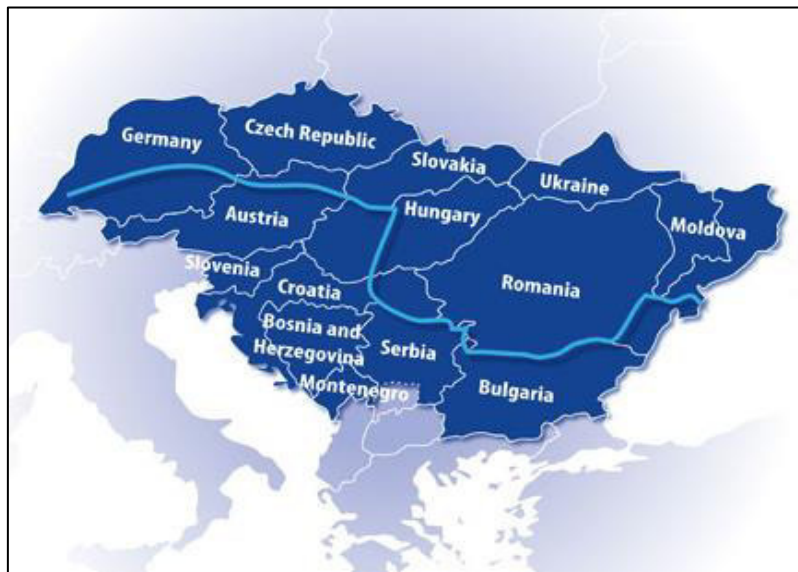 Germany
Czech Republic
Slovakia
Ukraine
Austria
Hungary
Moldova
Slovenia
Croatia
Romania
Bosnia and
Herzegovina
Serbia
Montenegro
Bulgaria